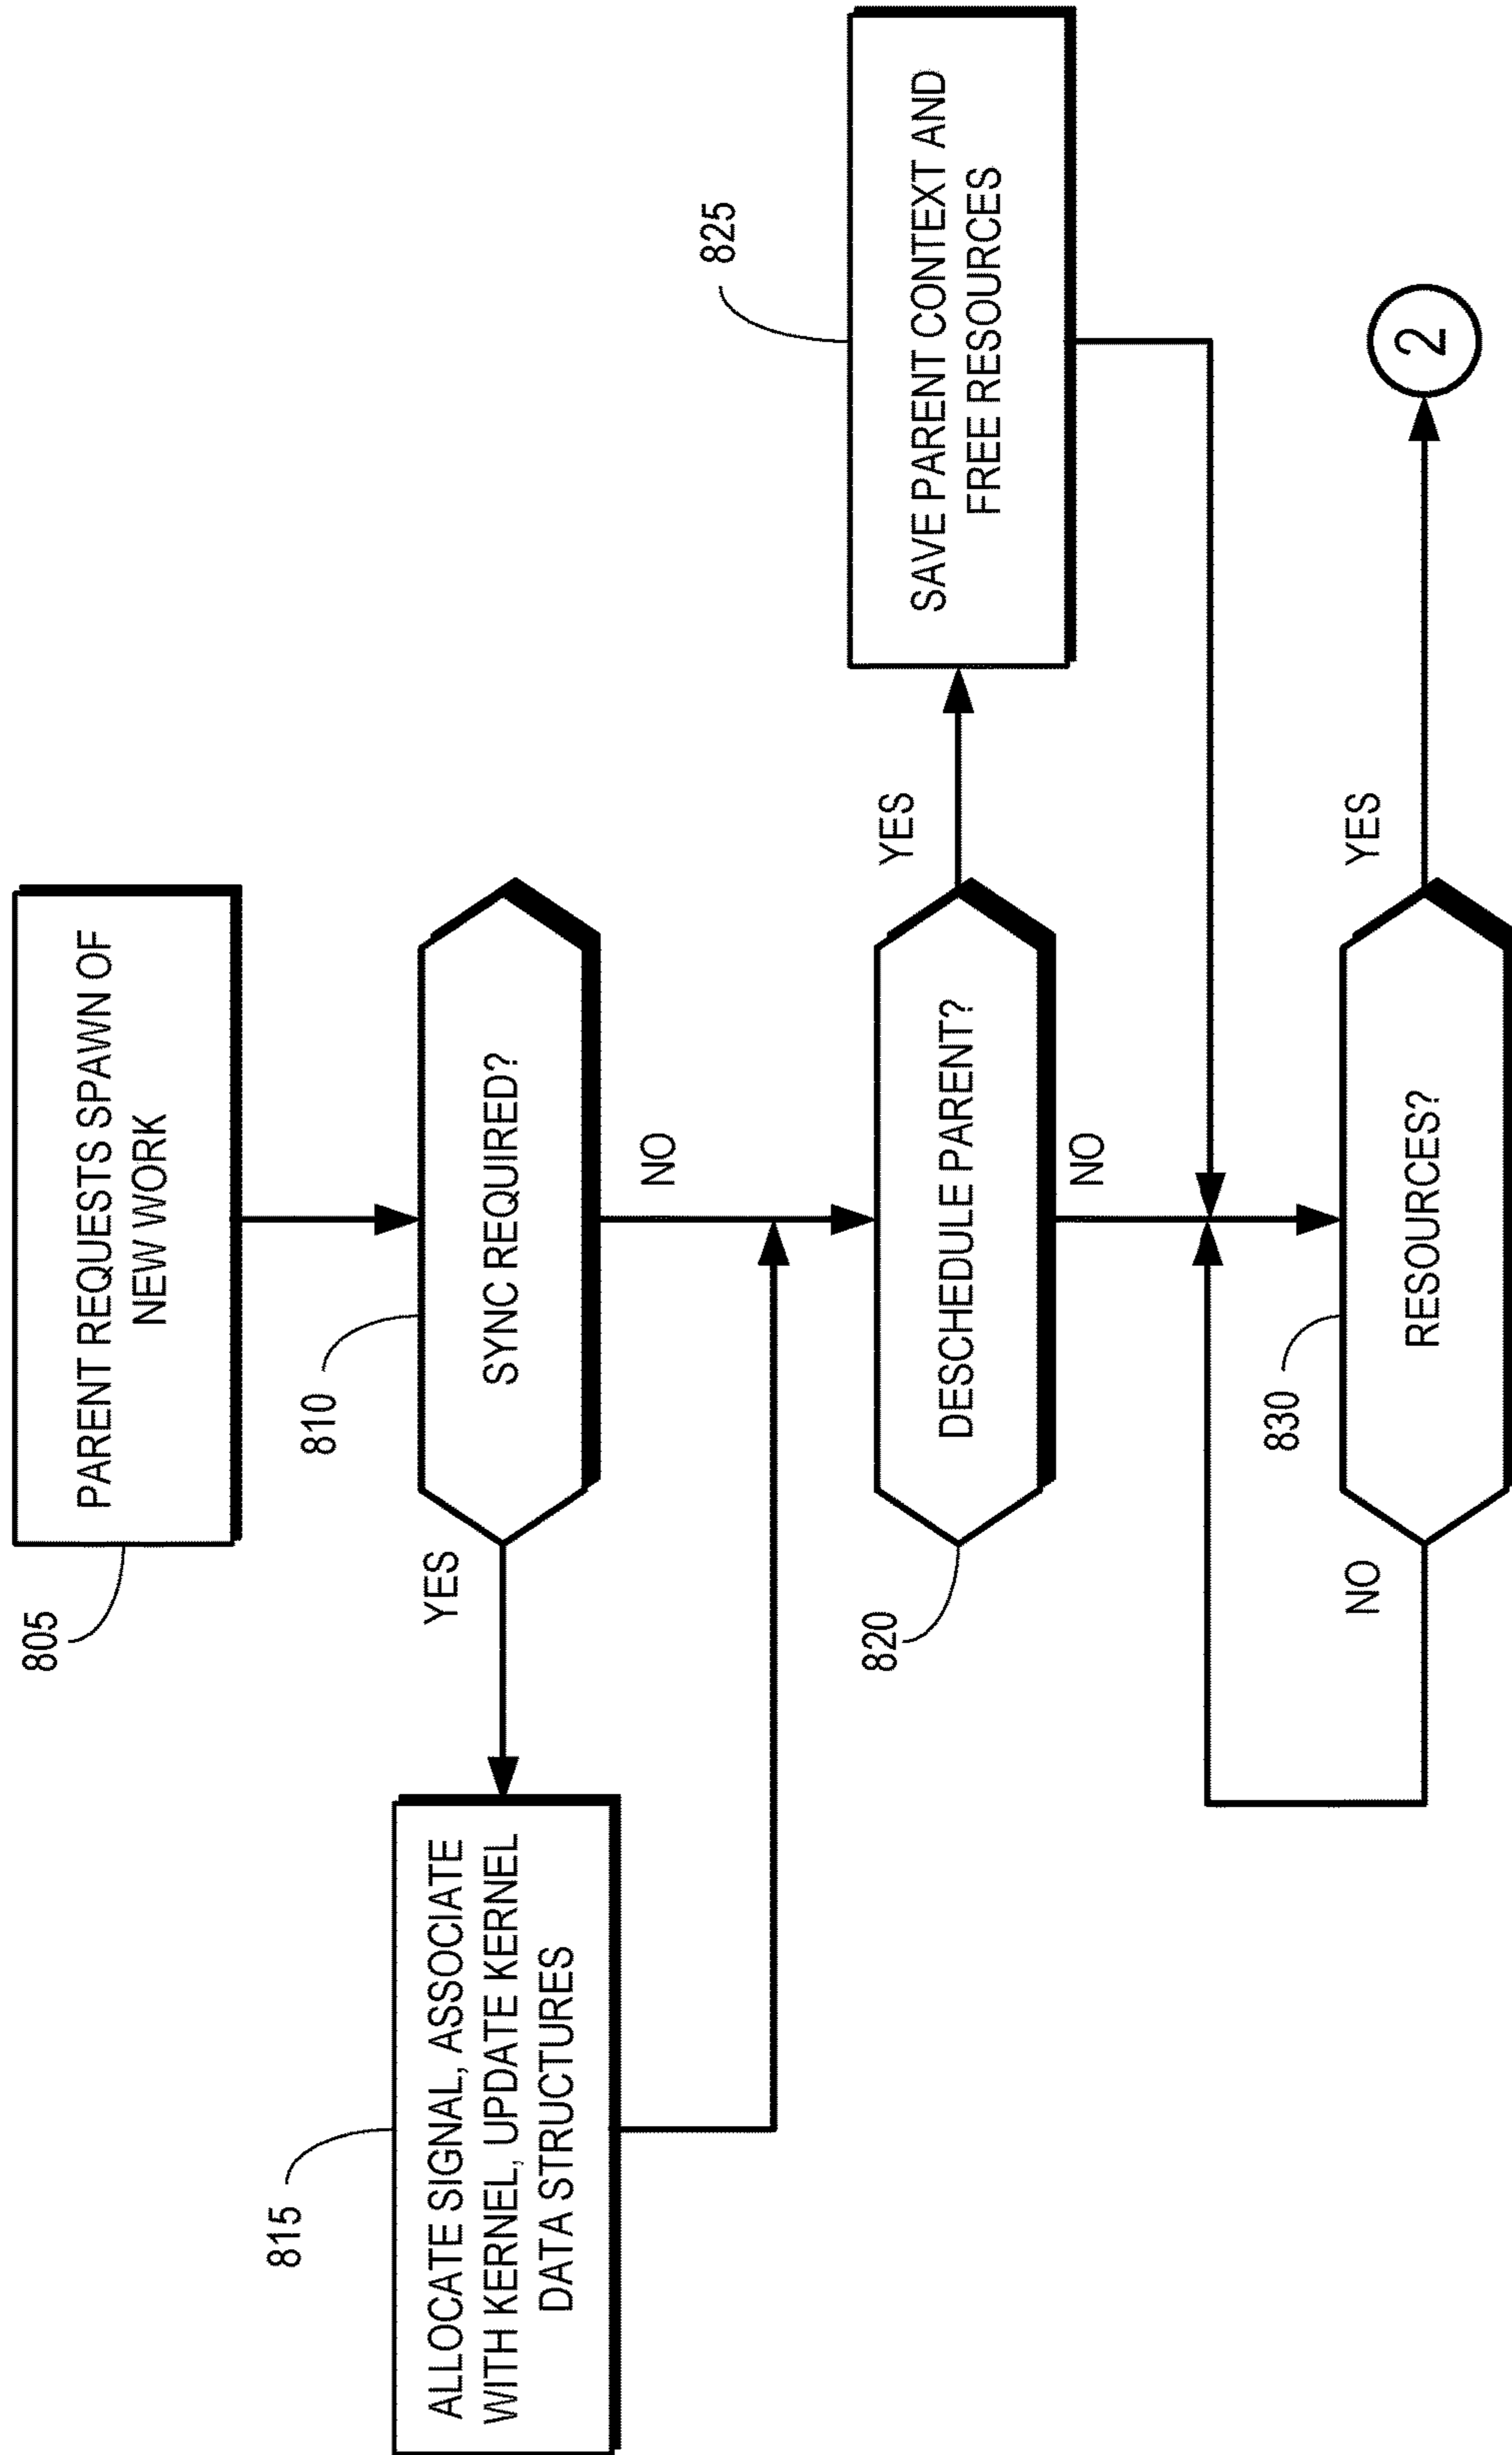 805
PARENT REQUESTS SPAWN OF
NEW WORK
810
SYNC REQUIRED?
YES
NO
815
ALLOCATE SIGNAL, ASSOCIATE
WITH KERNEL, UPDATE KERNEL
DATA STRUCTURES
820
DESCHEDULE PARENT?
YES
NO
825
SAVE PARENT CONTEXT AND
FREE RESOURCES
830
RESOURCES?
NO
YES
2